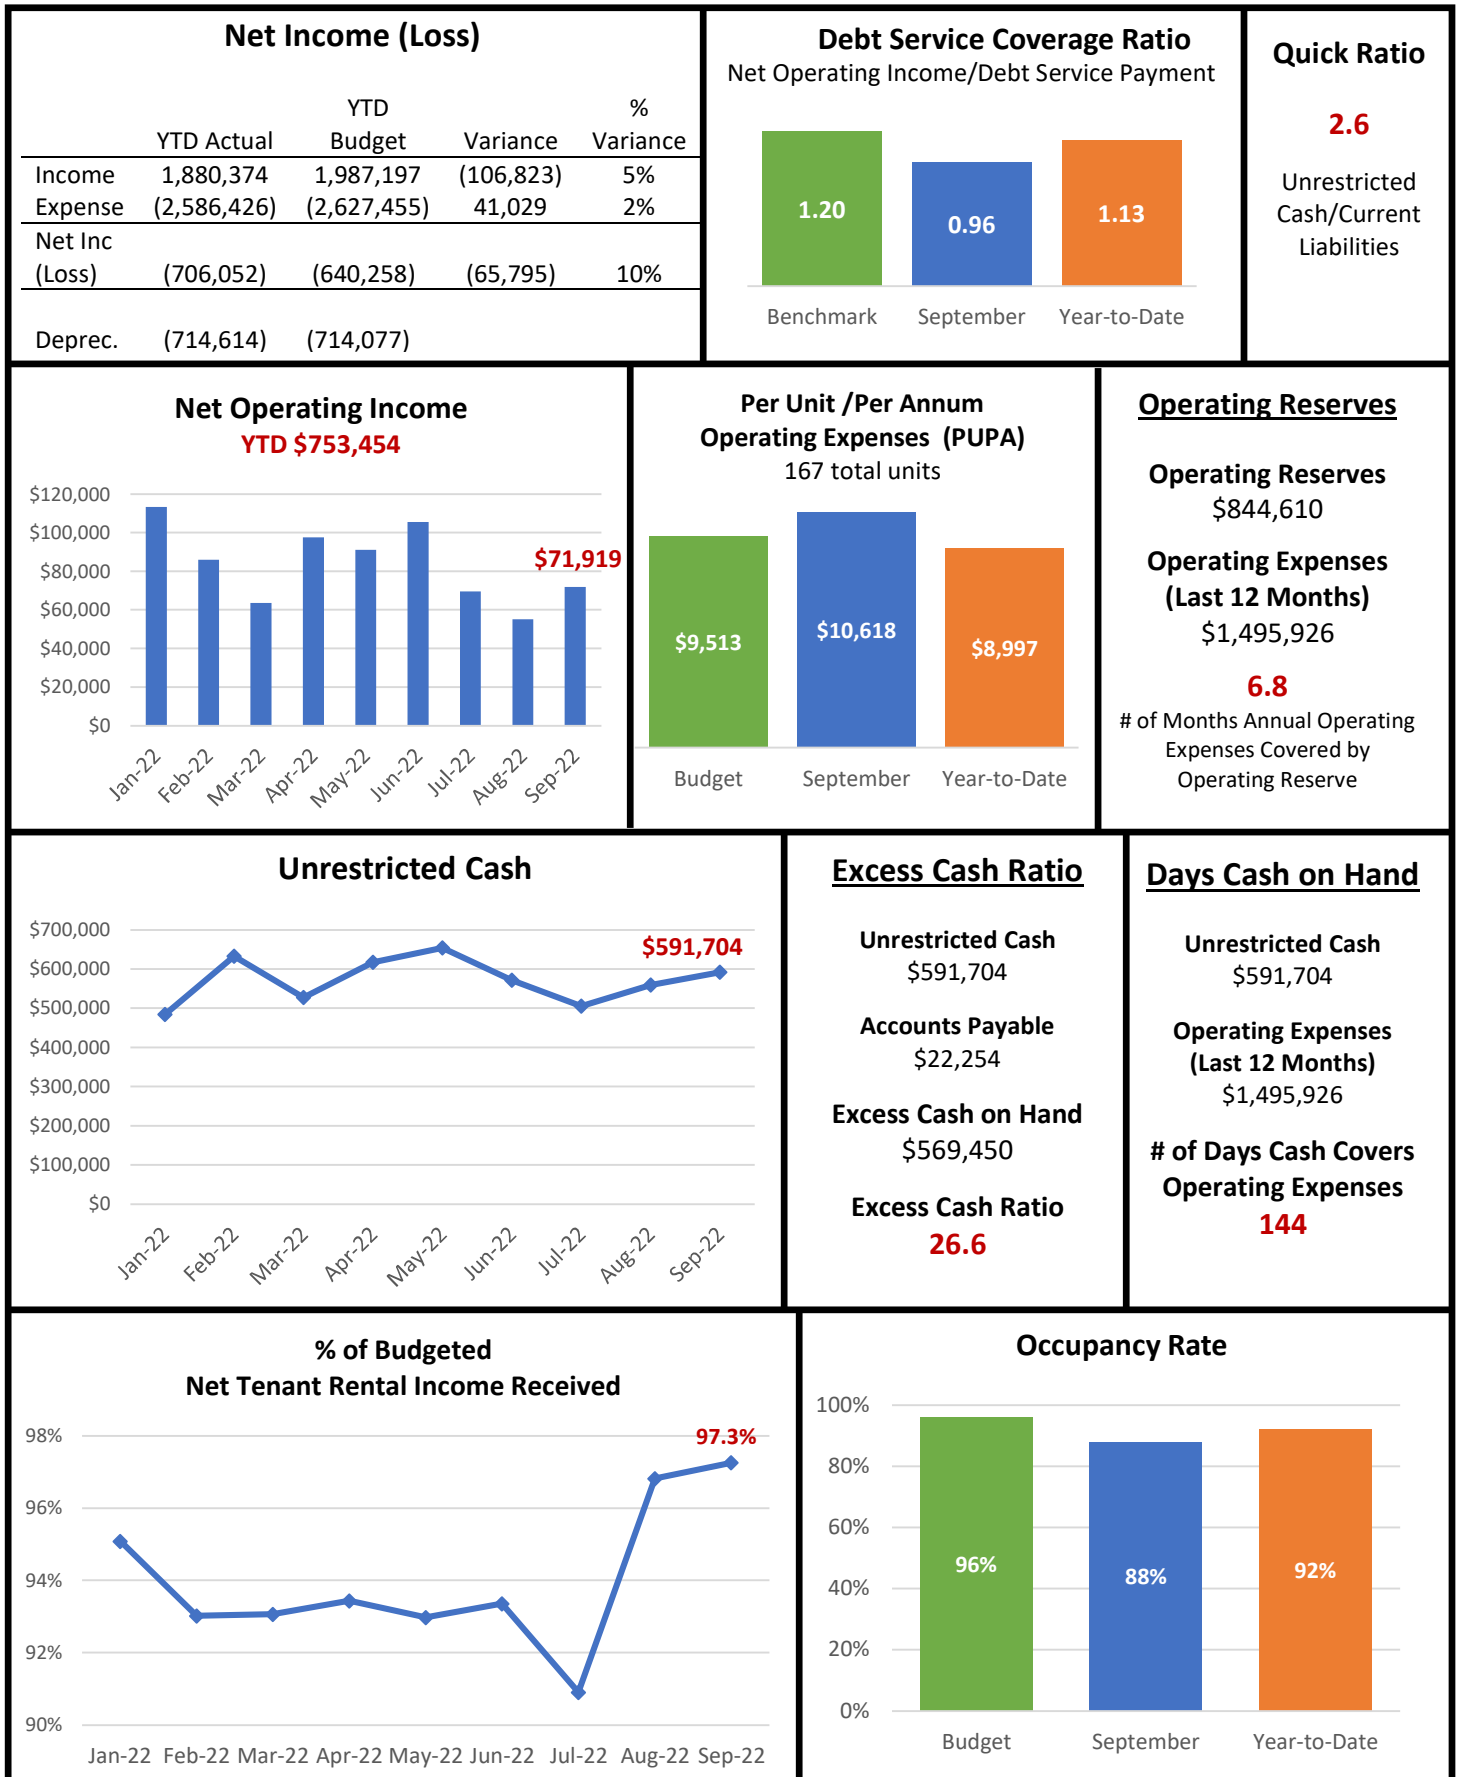 Net Income (Loss)
YTD %
YTD Actual Budget Variance Variance
Income 1,880,374 1,987,197 (106,823) 5%
Expense (2,586,426) (2,627,455) 41,029 2%
Net Inc
(Loss) (706,052) (640,258) (65,795) 10%
Deprec. (714,614) (714,077)
Debt Service Coverage Ratio
Net Operating Income/Debt Service Payment
1.20
0.96
1.13
Benchmark September Year-to-Date
Quick Ratio
2.6
Unrestricted
Cash/Current
Liabilities
Net Operating Income
YTD $753,454
$120,000
$100,000
$80,000
$60,000
$40,000
$20,000
$0
$71,919
Jan-22 Feb-22 Mar-22 Apr-22 May-22 Jun-22 Jul-22 Aug-22 Sep-22
Per Unit /Per Annum
Operating Expenses (PUPA)
167 total units
$9,513
$10,618
$8,997
Budget September Year-to-Date
Operating Reserves
Operating Reserves
$844,610
Operating Expenses
(Last 12 Months)
$1,495,926
6.8
# of Months Annual Operating
Expenses Covered by
Operating Reserve
Unrestricted Cash
$700,000
$600,000
$500,000
$400,000
$300,000
$200,000
$100,000
$0
$591,704
Jan-22 Feb-22 Mar-22 Apr-22 May-22 Jun-22 Jul-22 Aug-22 Sep-22
Excess Cash Ratio
Unrestricted Cash
$591,704
Accounts Payable
$22,254
Excess Cash on Hand
$569,450
Excess Cash Ratio
26.6
Days Cash on Hand
Unrestricted Cash
$591,704
Operating Expenses
(Last 12 Months)
$1,495,926
# of Days Cash Covers
Operating Expenses
144
% of Budgeted
Net Tenant Rental Income Received
98%
96%
94%
92%
90%
97.3%
Jan-22 Feb-22 Mar-22 Apr-22 May-22 Jun-22 Jul-22 Aug-22 Sep-22
Occupancy Rate
100%
80%
60%
40%
20%
0%
96%
88%
92%
Budget September Year-to-Date